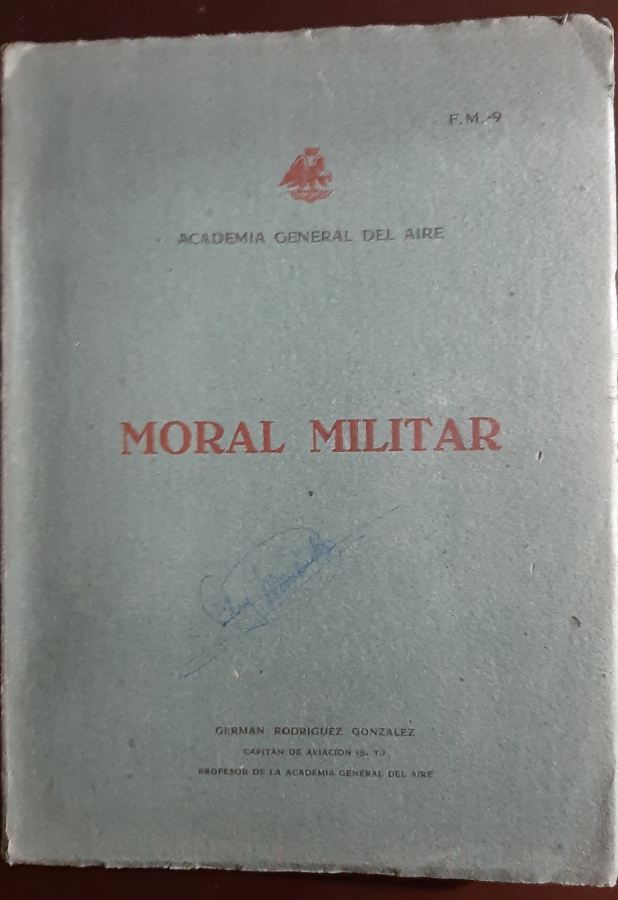 F.M.-9
ACADEMIA GENERAL DEL AIRE
MORAL MILITAR
GERMAN RODRIGUEZ GONZALEZ
CAPITAN DE AVIACION (S. T.)
PROFESOR DE LA ACADEMIA GENERAL DEL AIRE